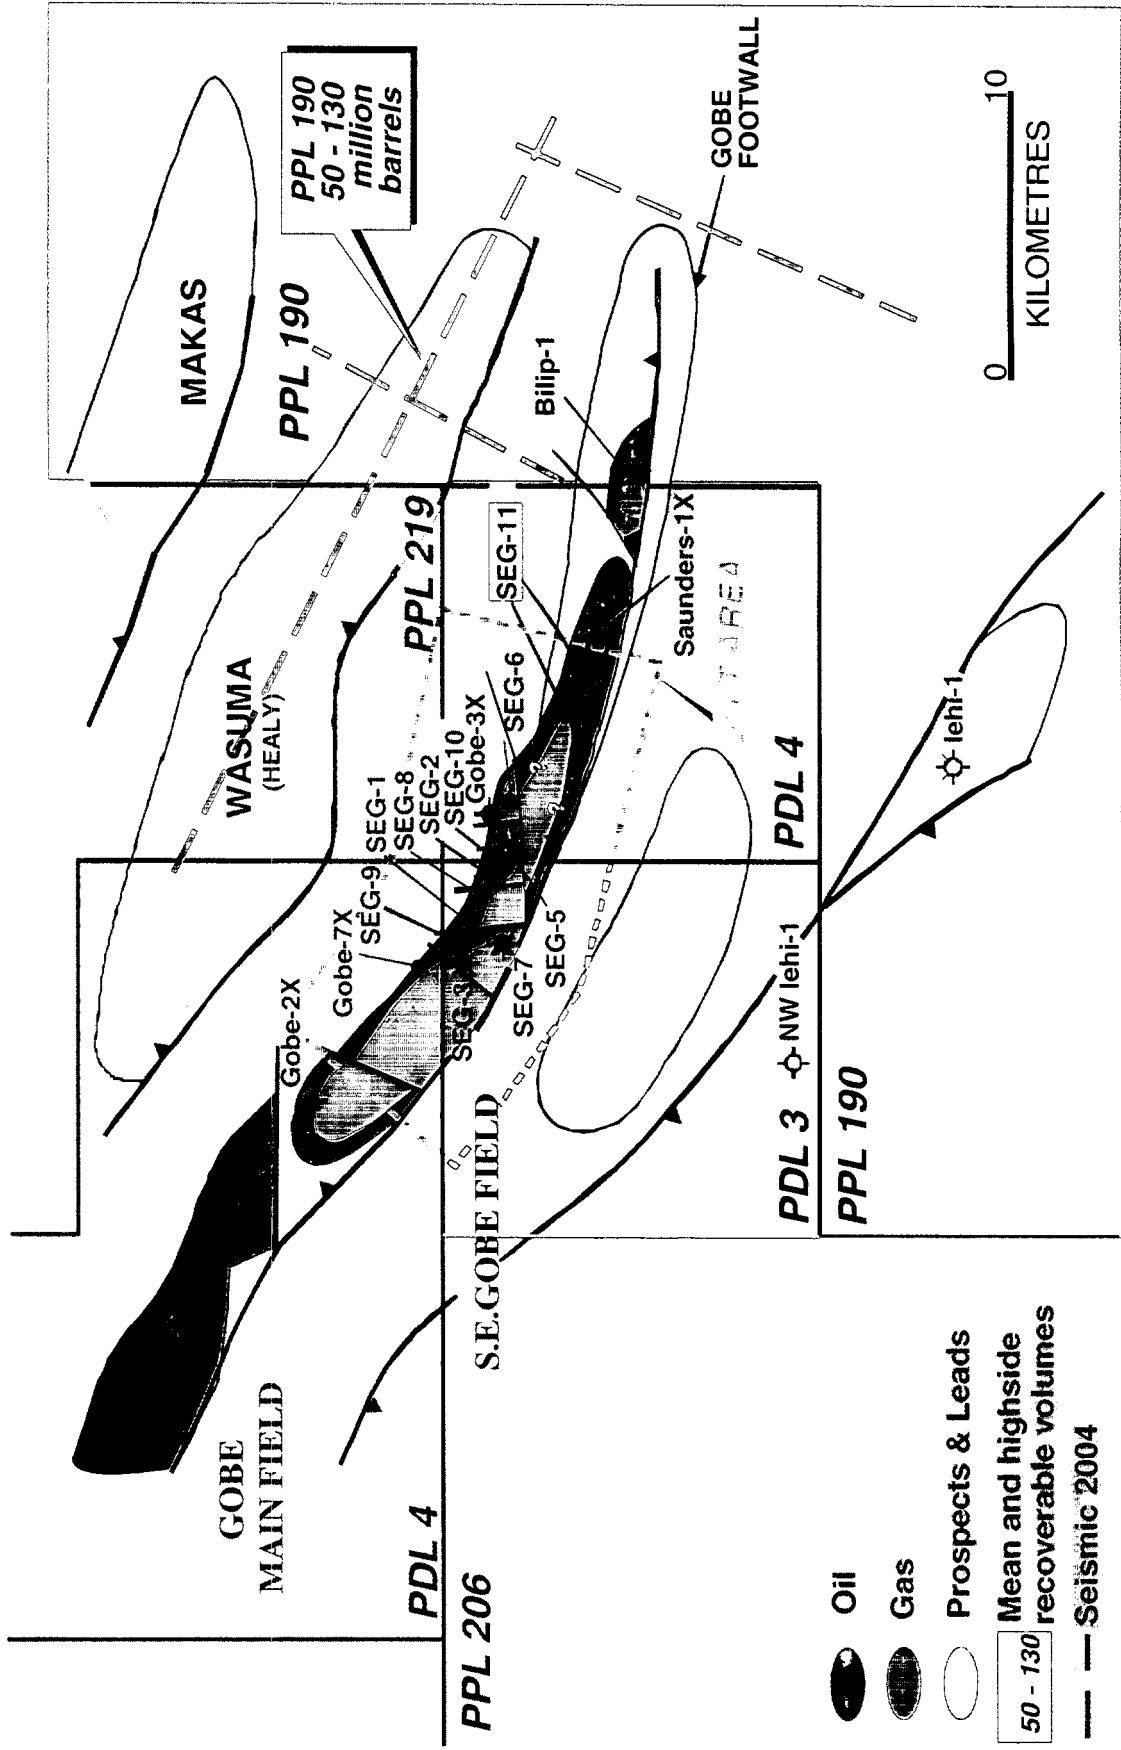 MAKAS
PPL 190
50 - 130
million
barrels
PPL 190
WASUMA
(HEALY)
PPL 219
GOBE
FOOTWALL
Bilip-1
SEG-11
Saunders-1X
SEG-6
Gobe-3X
SEG-10
SEG-2
SEG-8
SEG-1
SEG-9
Gobe-7X
Gobe-2X
SEG-3
SEG-7
SEG-5
?
?
AREA
S.E.GOBE FIELD
GOBE
MAIN FIELD
PDL 4
PPL 206
PDL 4
PDL 3
PPL 190
NW Iehi-1
Iehi-1
0
10
KILOMETRES
Oil
Gas
Prospects & Leads
50 - 130
Mean and highside
recoverable volumes
Seismic 2004